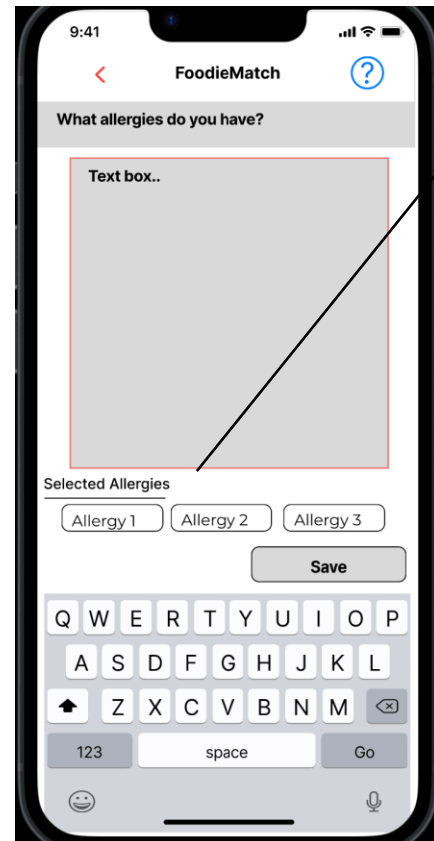 9:41
FoodieMatch
?
What allergies do you have?
Text box..
Selected Allergies
Allergy 1 Allergy 2 Allergy 3
Save
Q W E R T Y U I O P
A S D F G H J K L
Z X C V B N M
123 space Go